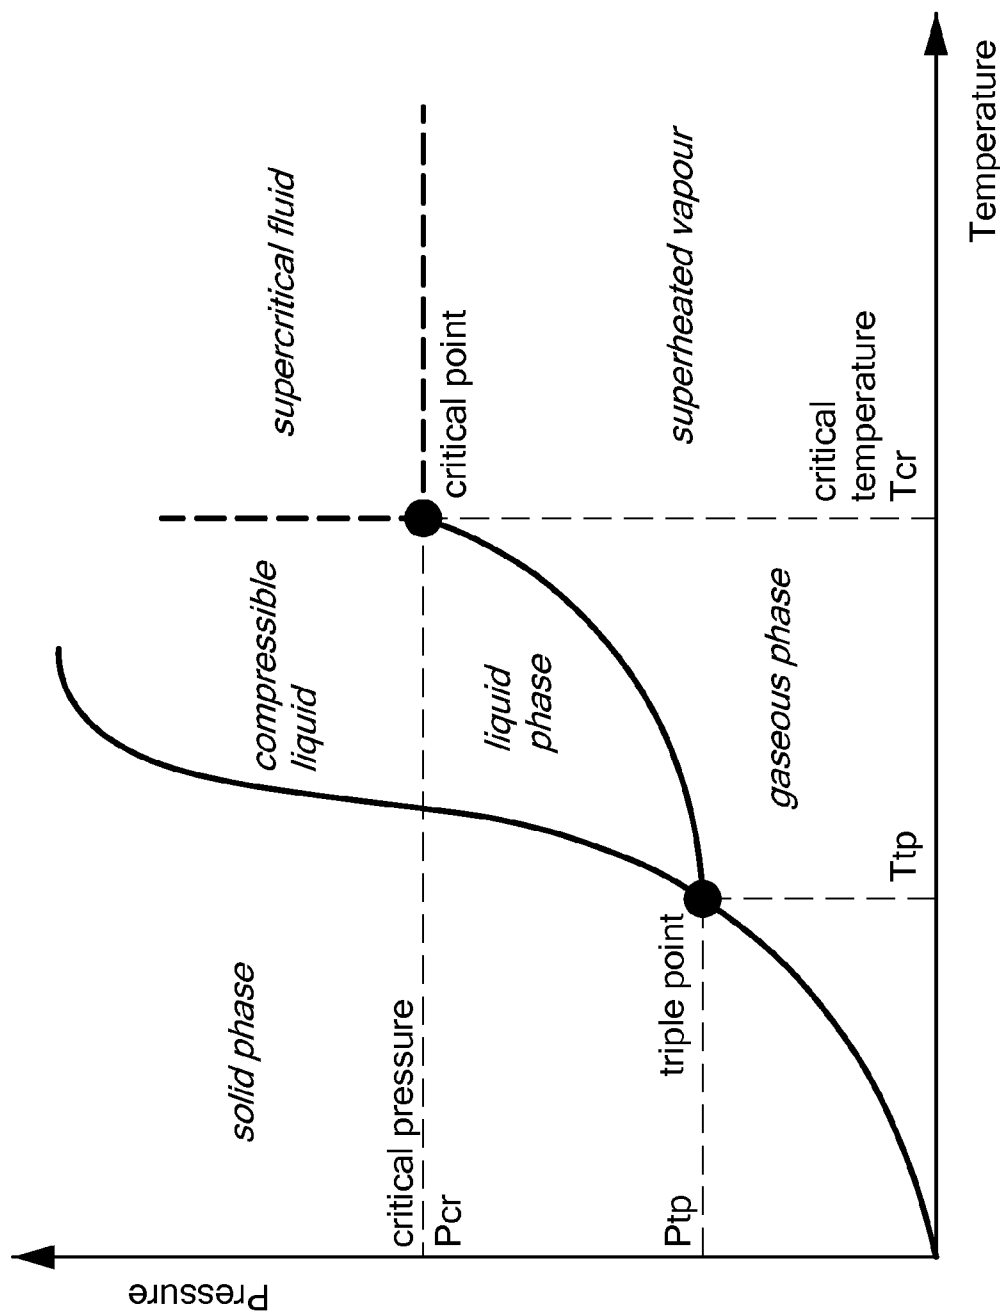 Pressure
compressible
liquid
supercritical fluid
solid phase
critical pressure
Pcr
critical point
liquid
phase
triple point
Ptp
superheated vapour
gaseous phase
critical
temperature
Tcr
Ttp
Temperature